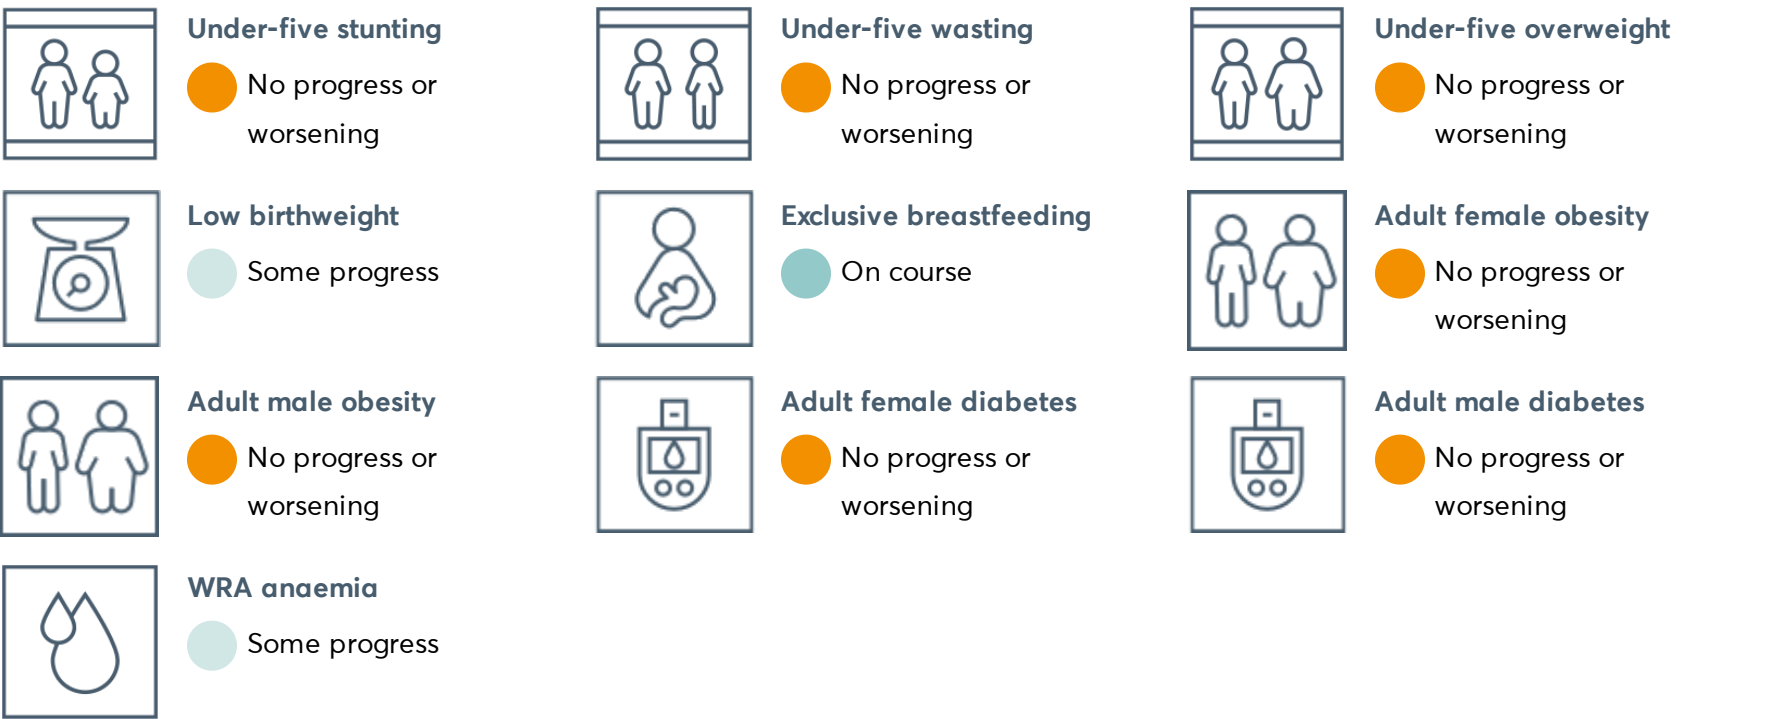 Under-five stunting
No progress or
worsening
Under-five wasting
No progress or
worsening
Under-five overweight
No progress or
worsening
Low birthweight
Some progress
Exclusive breastfeeding
On course
Adult female obesity
No progress or
worsening
Adult male obesity
No progress or
worsening
Adult female diabetes
No progress or
worsening
Adult male diabetes
No progress or
worsening
WRA anaemia
Some progress